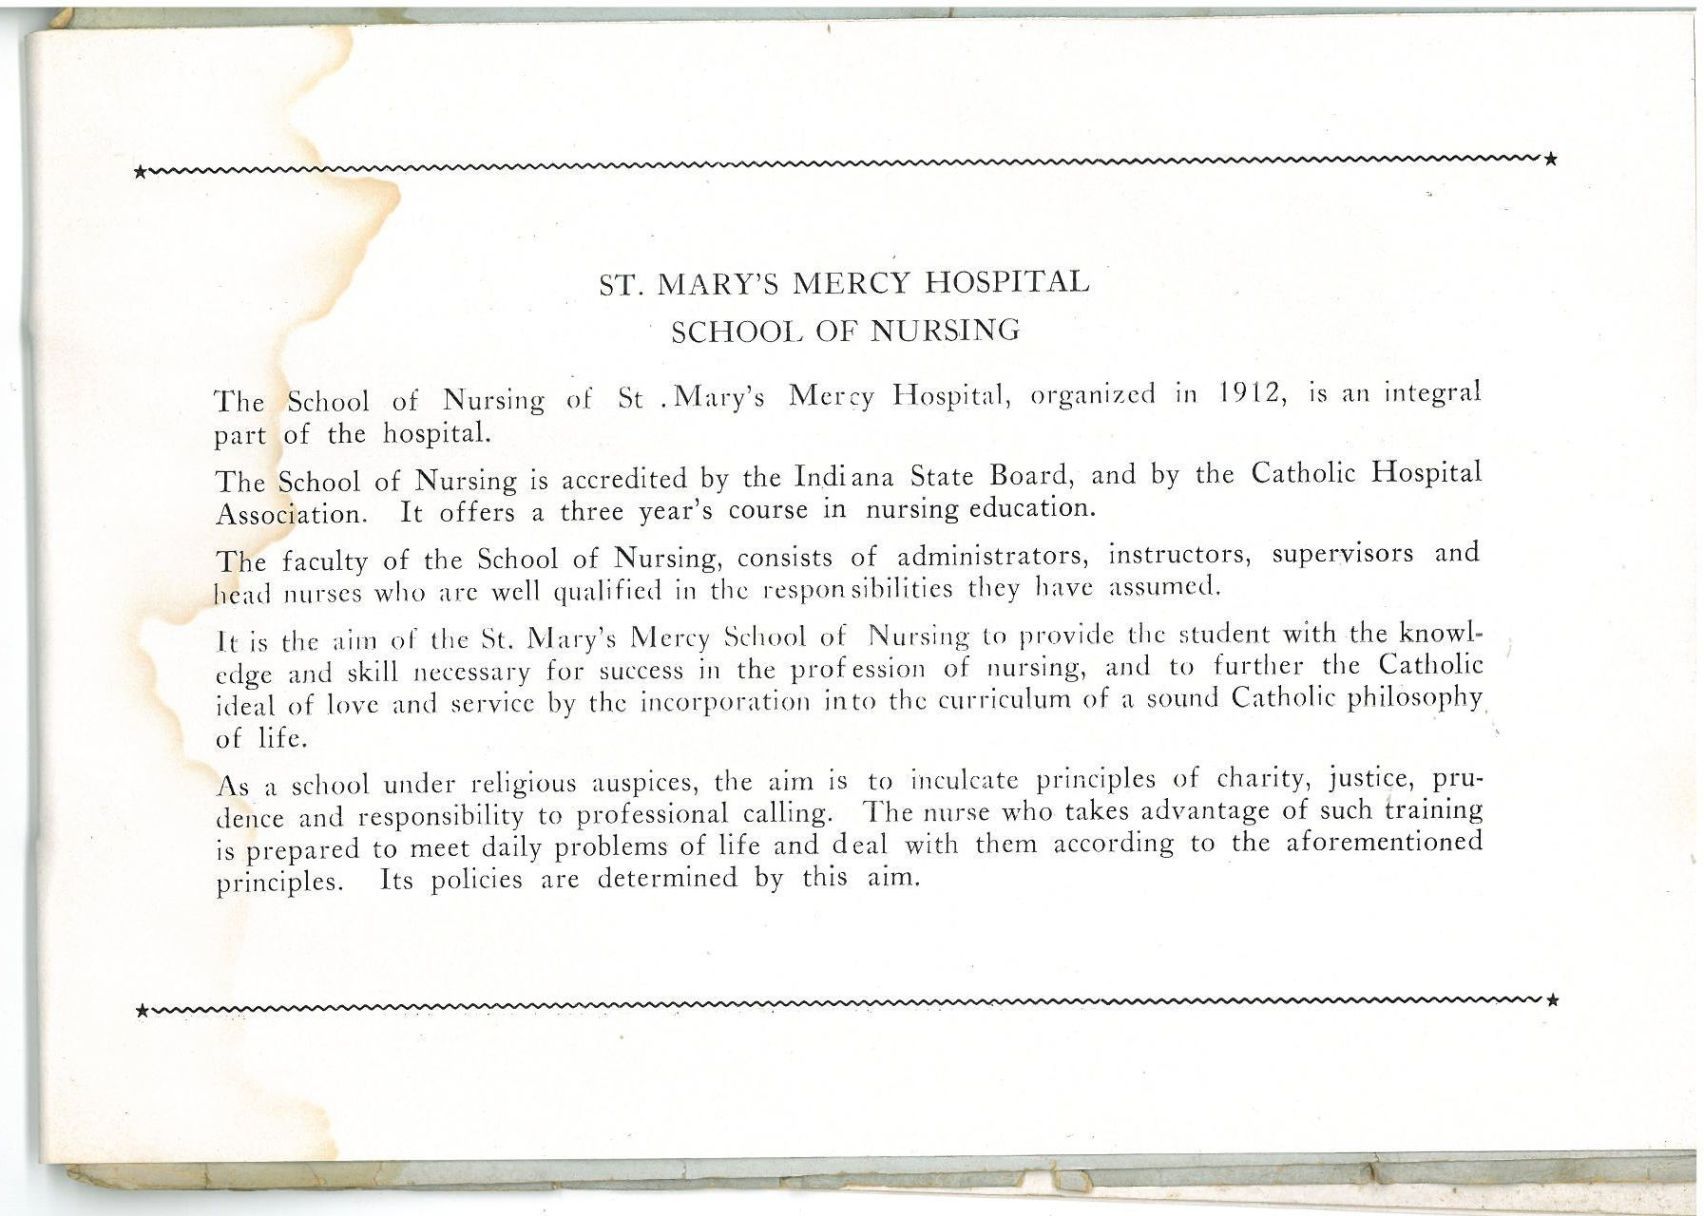 ST. MARY'S MERCY HOSPITAL
SCHOOL OF NURSING
The School of Nursing of St .Mary's Mercy Hospital, organized in 1912, is an integral
part of the hospital.
The School of Nursing is accredited by the Indiana State Board, and by the Catholic Hospital
Association. It offers a three year's course in nursing education.
The faculty of the School of Nursing, consists of administrators, instructors, supervisors and
head nurses who are well qualified in the responsibilities they have assumed.
It is the aim of the St. Mary's Mercy School of Nursing to provide the student with the knowl-
edge and skill necessary for success in the profession of nursing, and to further the Catholic
ideal of love and service by the incorporation into the curriculum of a sound Catholic philosophy
of life.
As a school under religious auspices, the aim is to inculcate principles of charity, justice, pru-
dence and responsibility to professional calling. The nurse who takes advantage of such training
is prepared to meet daily problems of life and deal with them according to the aforementioned
principles. Its policies are determined by this aim.